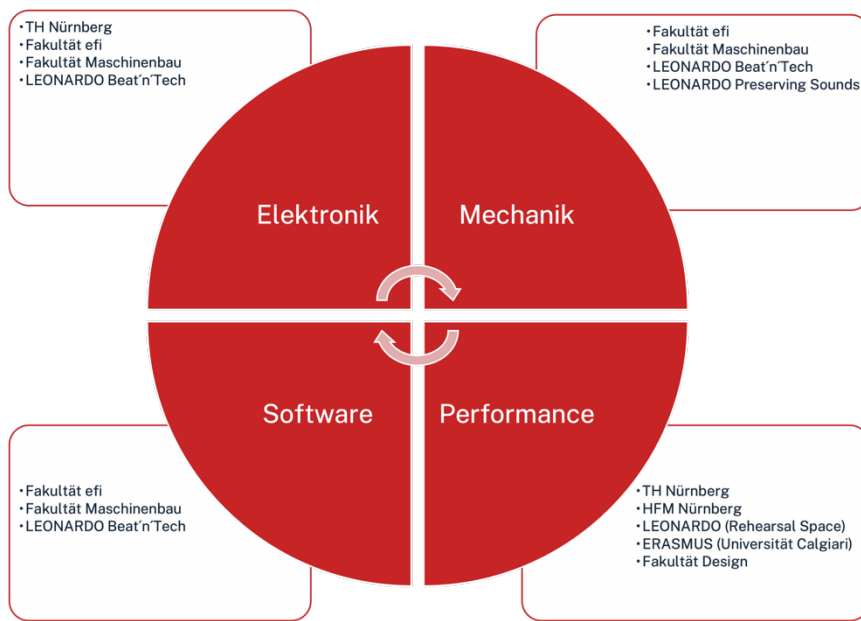 • TH Nürnberg
• Fakultät efi
• Fakultät Maschinenbau
• LEONARDO Beat´n´Tech
• Fakultät efi
• Fakultät Maschinenbau
• LEONARDO Beat´n´Tech
• LEONARDO Preserving Sounds
Elektronik
Mechanik
Software
Performance
• Fakultät efi
• Fakultät Maschinenbau
• LEONARDO Beat´n´Tech
• TH Nürnberg
• HFM Nürnberg
• LEONARDO (Rehearsal Space)
• ERASMUS (Universität Calgiari)
• Fakultät Design